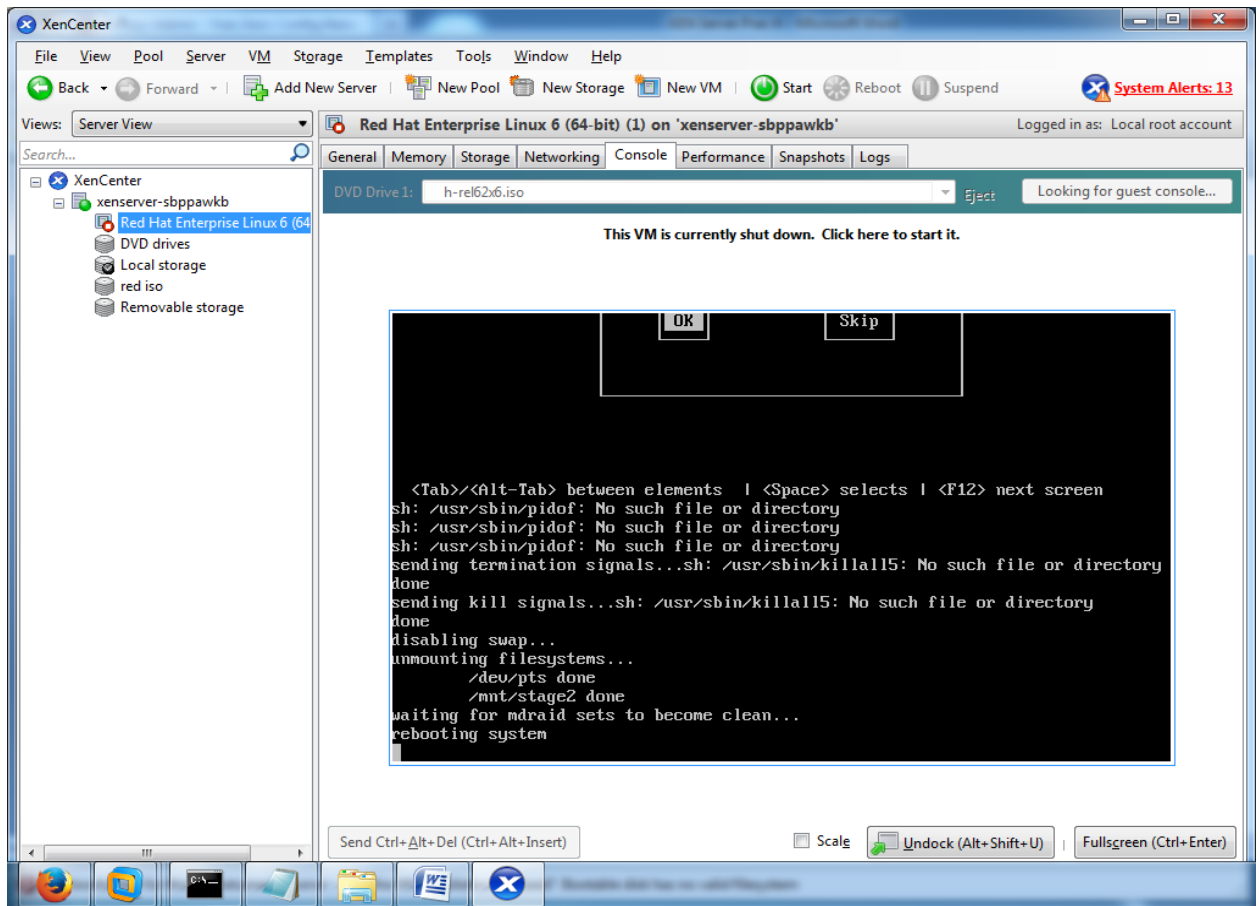 XenCenter
File View Pool Server VM Storage Templates Tools Window Help
Back Forward Add New Server New Pool New Storage New VM Start Reboot Suspend System Alerts: 13
Views: Server View
Red Hat Enterprise Linux 6 (64-bit) (1) on 'xenserver-sbppawkb' Logged in as: Local root account
Search...
General Memory Storage Networking Console Performance Snapshots Logs
XenCenter
xenserver-sbppawkb
Red Hat Enterprise Linux 6 (64
DVD drives
Local storage
red iso
Removable storage
DVD Drive 1: h-rel62x6.iso Eject Looking for guest console...
This VM is currently shut down. Click here to start it.
OK Skip
<Tab>/<Alt-Tab> between elements | <Space> selects | <F12> next screen
sh: /usr/sbin/pidof: No such file or directory
sh: /usr/sbin/pidof: No such file or directory
sh: /usr/sbin/pidof: No such file or directory
sending termination signals...sh: /usr/sbin/killall5: No such file or directory
done
sending kill signals...sh: /usr/sbin/killall5: No such file or directory
done
disabling swap...
unmounting filesystems...
/dev/pts done
/mnt/stage2 done
waiting for mdraid sets to become clean...
rebooting system
Send Ctrl+Alt+Del (Ctrl+Alt+Insert) Scale Undock (Alt+Shift+U) Fullscreen (Ctrl+Enter)
C:\_
W